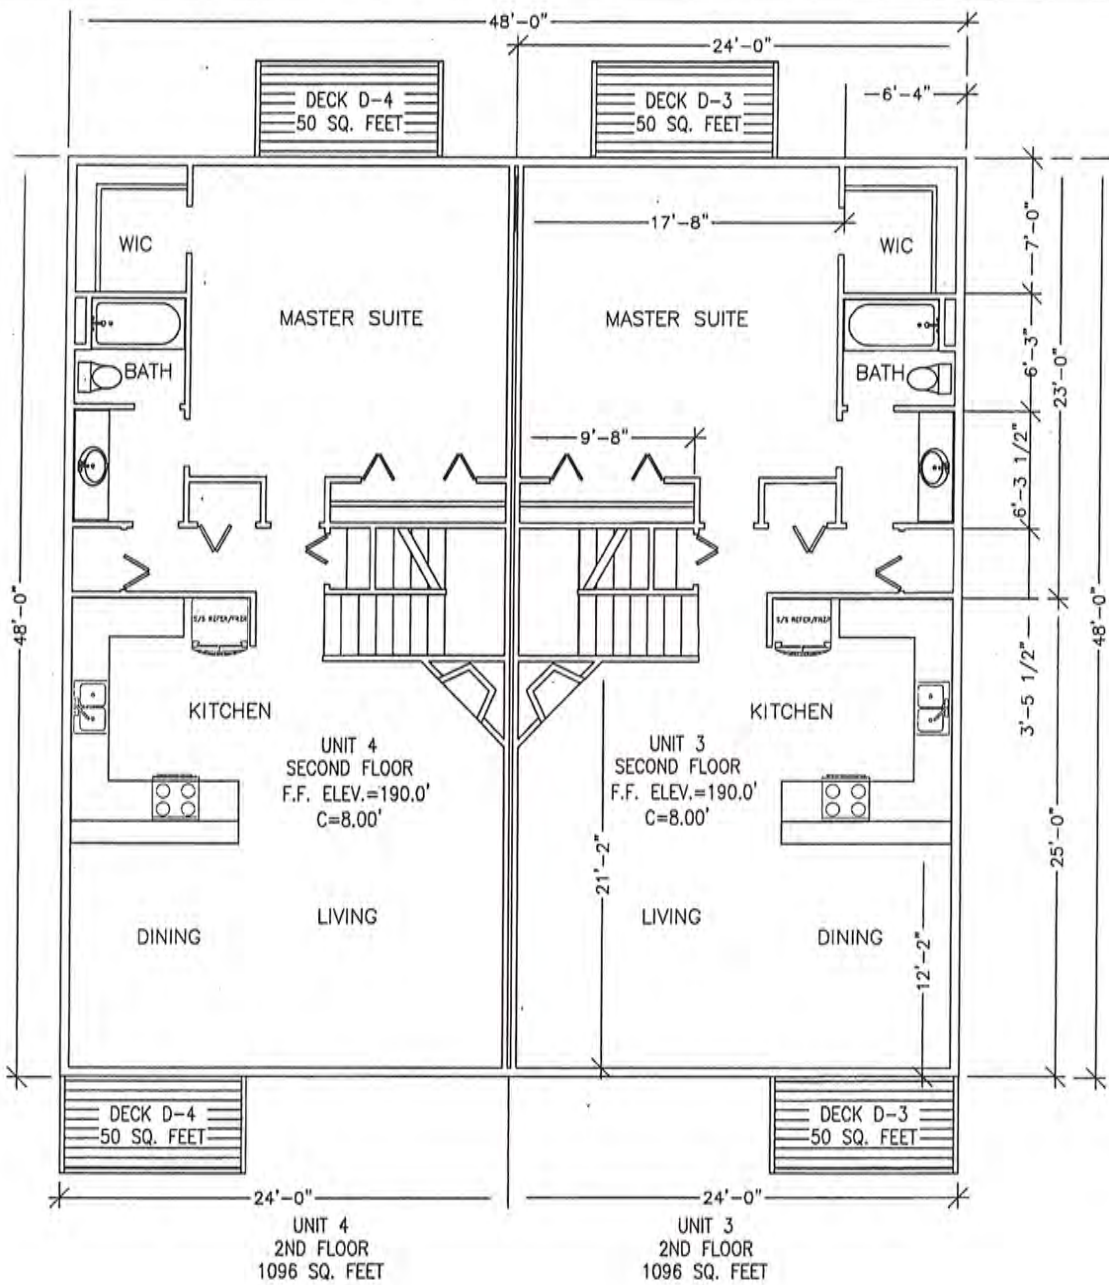 48'-0"
24'-0"
6'-4"
DECK D-4
50 SQ. FEET
DECK D-3
50 SQ. FEET
17'-8"
7'-0"
WIC
WIC
MASTER SUITE
MASTER SUITE
6'-3"
23'-0"
BATH
BATH
9'-8"
6'-3 1/2"
48'-0"
48'-0"
S/S REFER/FRZR
S/S REFER/FRZR
3'-5 1/2"
KITCHEN
KITCHEN
UNIT 4
SECOND FLOOR
F.F. ELEV.=190.0'
C=8.00'
UNIT 3
SECOND FLOOR
F.F. ELEV.=190.0'
C=8.00'
21'-2"
25'-0"
LIVING
LIVING
DINING
DINING
12'-2"
DECK D-4
50 SQ. FEET
DECK D-3
50 SQ. FEET
24'-0"
24'-0"
UNIT 4
2ND FLOOR
1096 SQ. FEET
UNIT 3
2ND FLOOR
1096 SQ. FEET